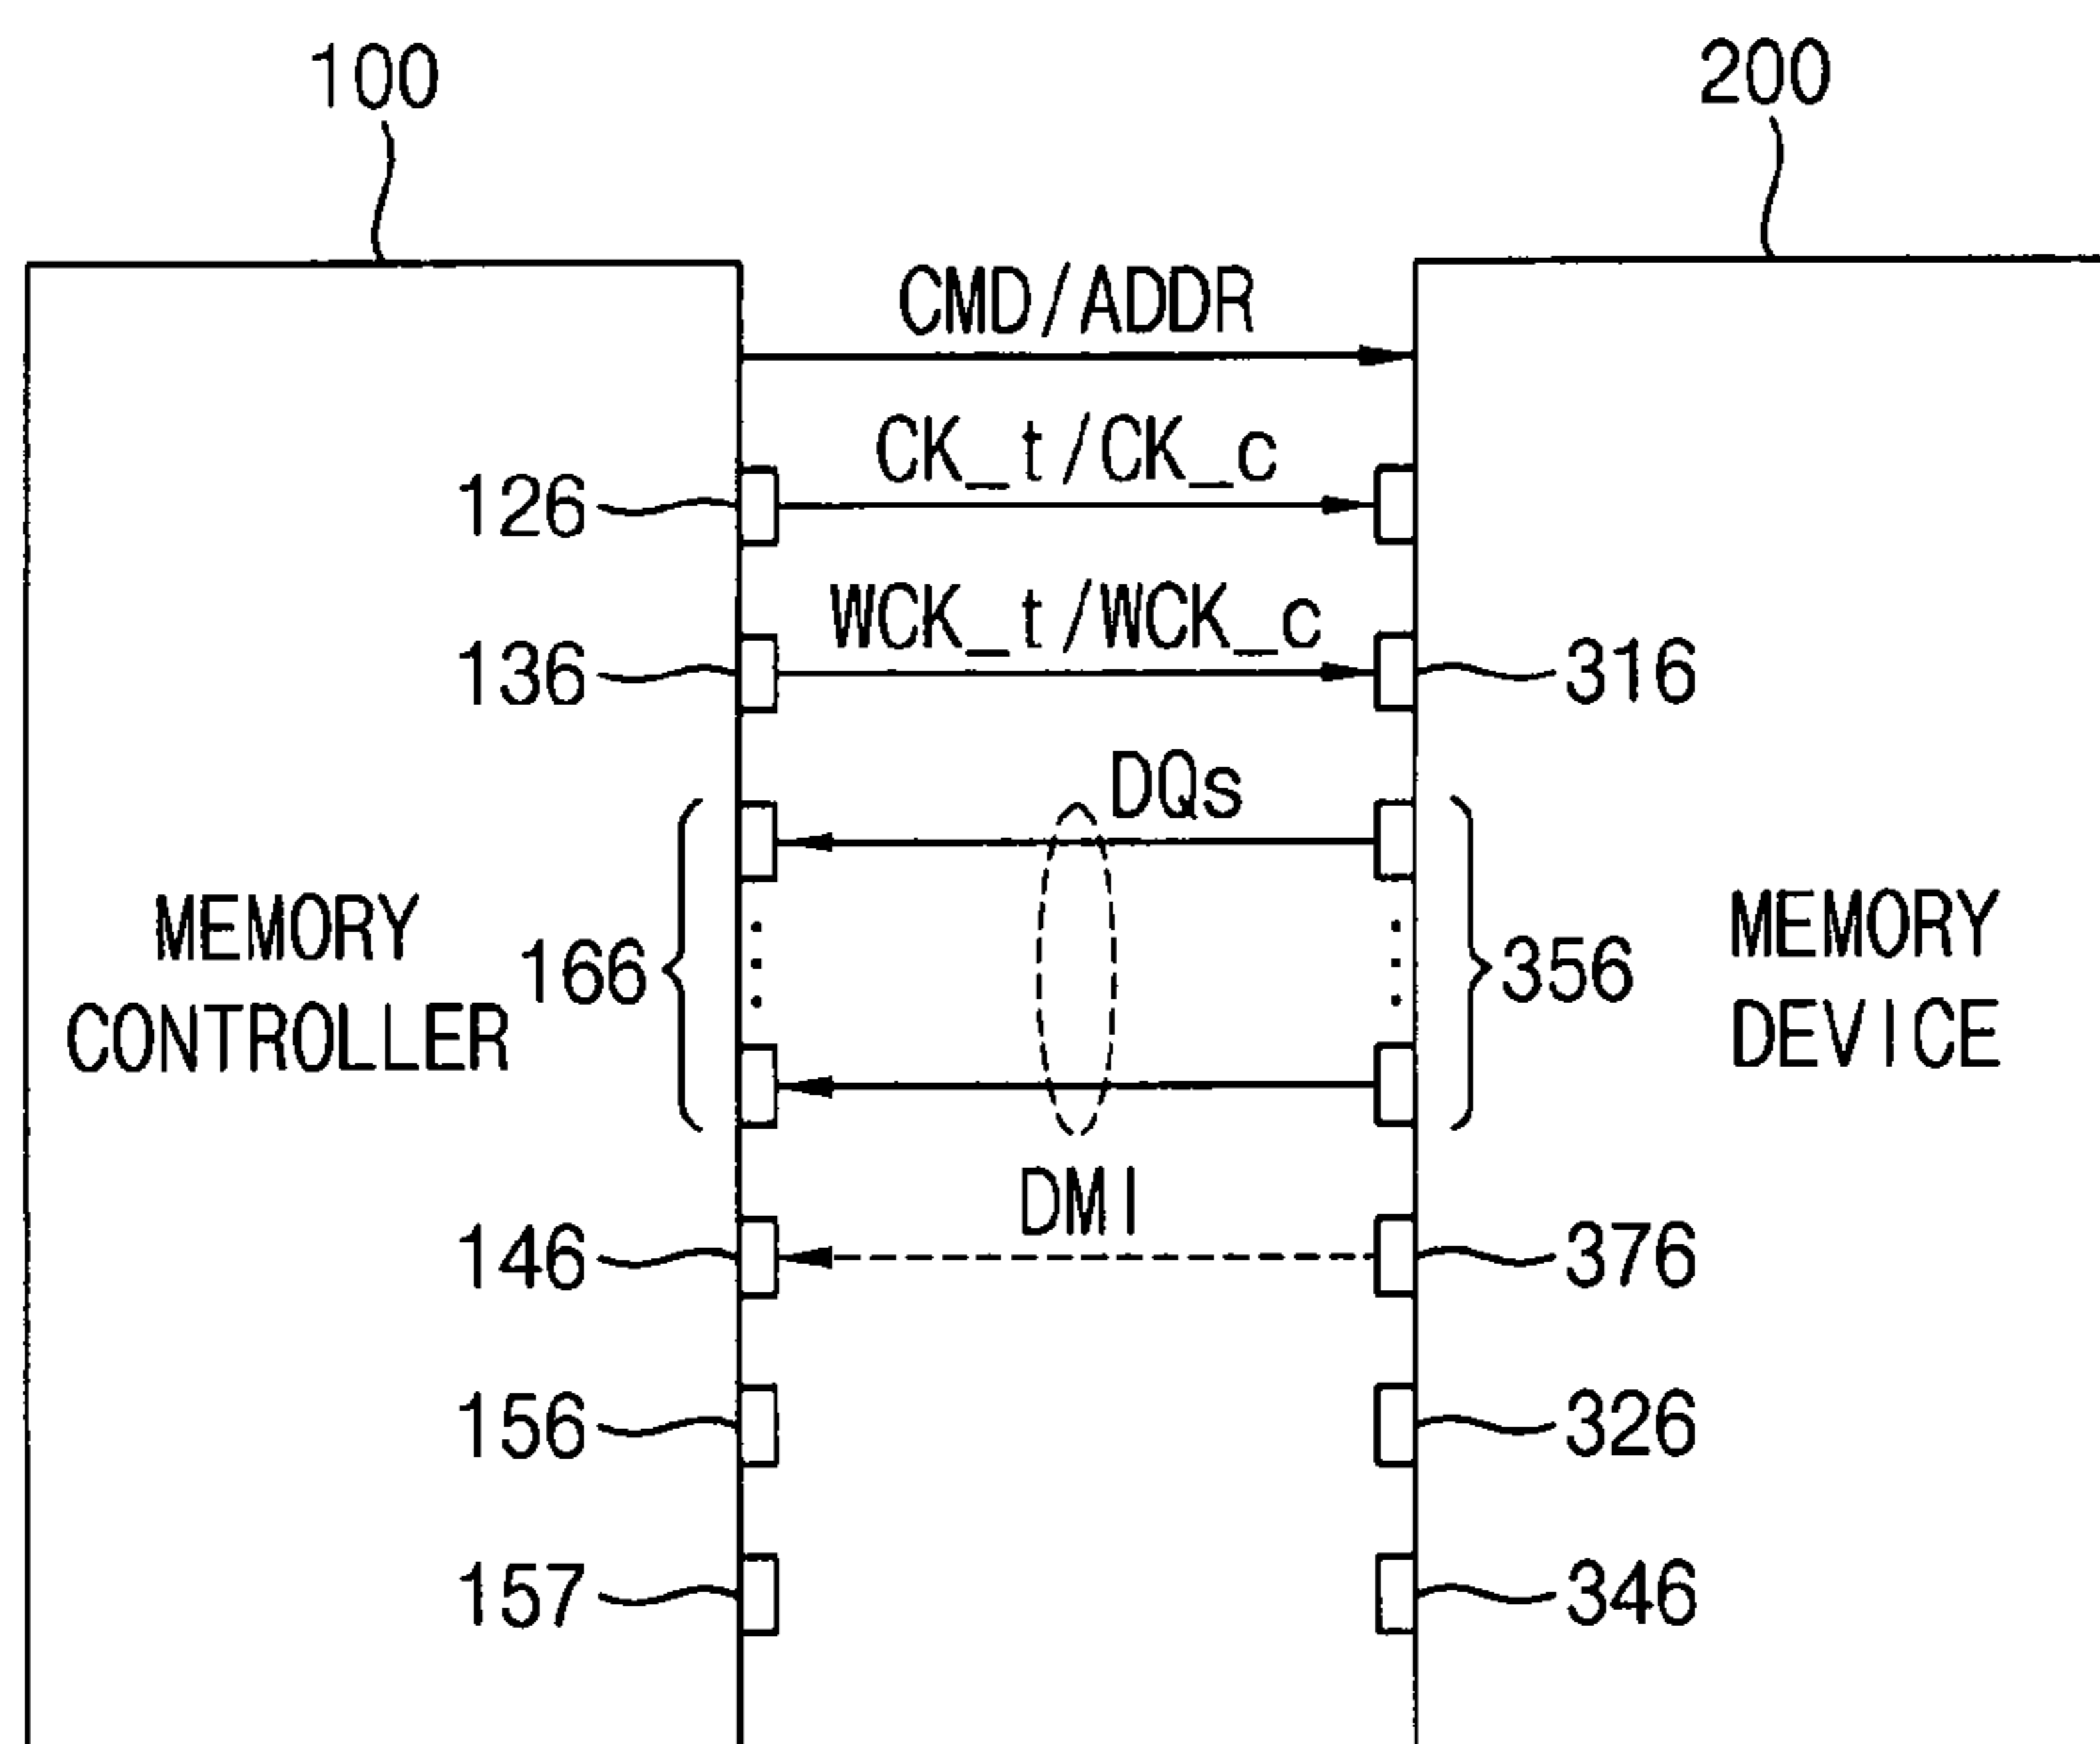 100
200
CMD/ADDR
CK_t/CK_c
126
WCK_t/WCK_c
136
316
DQs
MEMORY
CONTROLLER
166
356
MEMORY
DEVICE
DMI
146
376
156
326
157
346